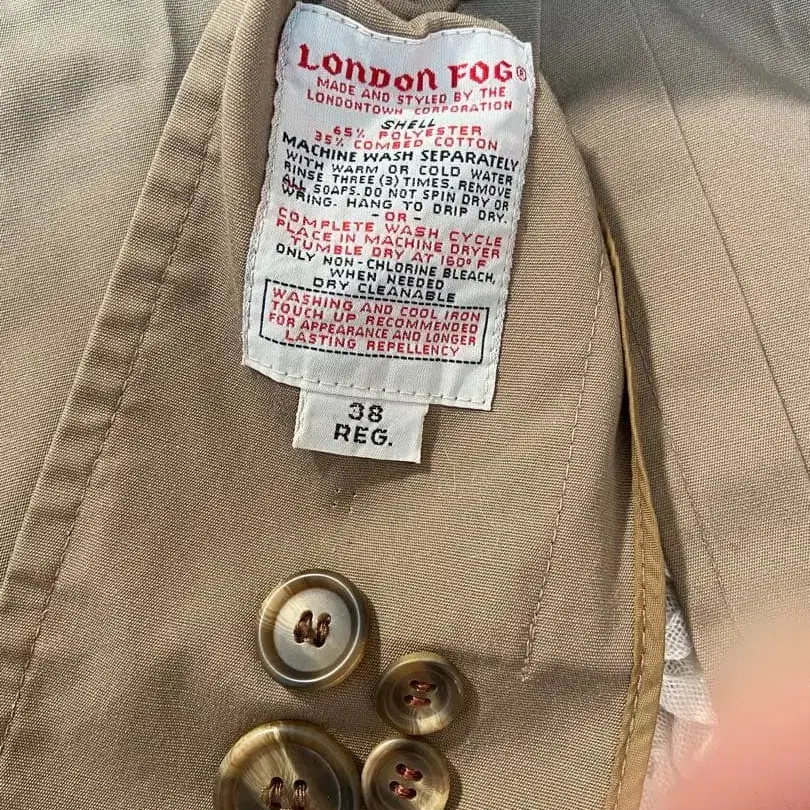 LONDON FOG®
MADE AND STYLED BY THE
LONDONTOWN CORPORATION
SHELL
65% POLYESTER
35% COMBED COTTON
MACHINE WASH SEPARATELY
WITH WARM OR COLD WATER
RINSE THREE (3) TIMES. REMOVE
ALL SOAPS. DO NOT SPIN DRY OR
WRING. HANG TO DRIP DRY.
- OR -
COMPLETE WASH CYCLE
PLACE IN MACHINE DRYER
TUMBLE DRY AT 160° F
ONLY NON-CHLORINE BLEACH,
WHEN NEEDED
DRY CLEANABLE
WASHING AND COOL IRON
TOUCH UP RECOMMENDED
FOR APPEARANCE AND LONGER
LASTING REPELLENCY
38
REG.